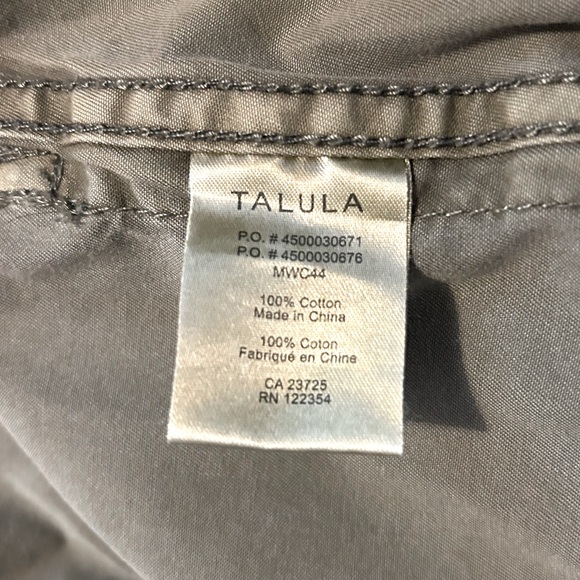 TALULA
P.O. # 4500030671
P.O. # 4500030676
MWC44
100% Cotton
Made in China
100% Coton
Fabriqué en Chine
CA 23725
RN 122354